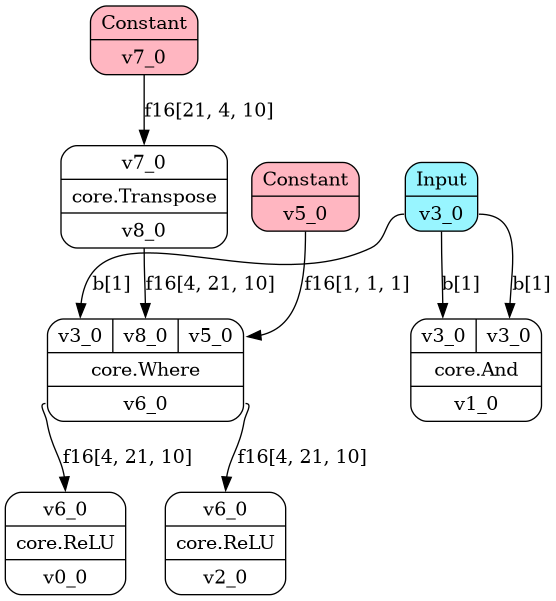 Constant
v7_0
f16[21, 4, 10]
v7_0
core.Transpose
v8_0
Constant
v5_0
Input
v3_0
b[1]
f16[4, 21, 10]
f16[1, 1, 1]
b[1]
b[1]
v3_0 v8_0 v5_0
core.Where
v6_0
v3_0 v3_0
core.And
v1_0
f16[4, 21, 10]
f16[4, 21, 10]
v6_0
core.ReLU
v0_0
v6_0
core.ReLU
v2_0